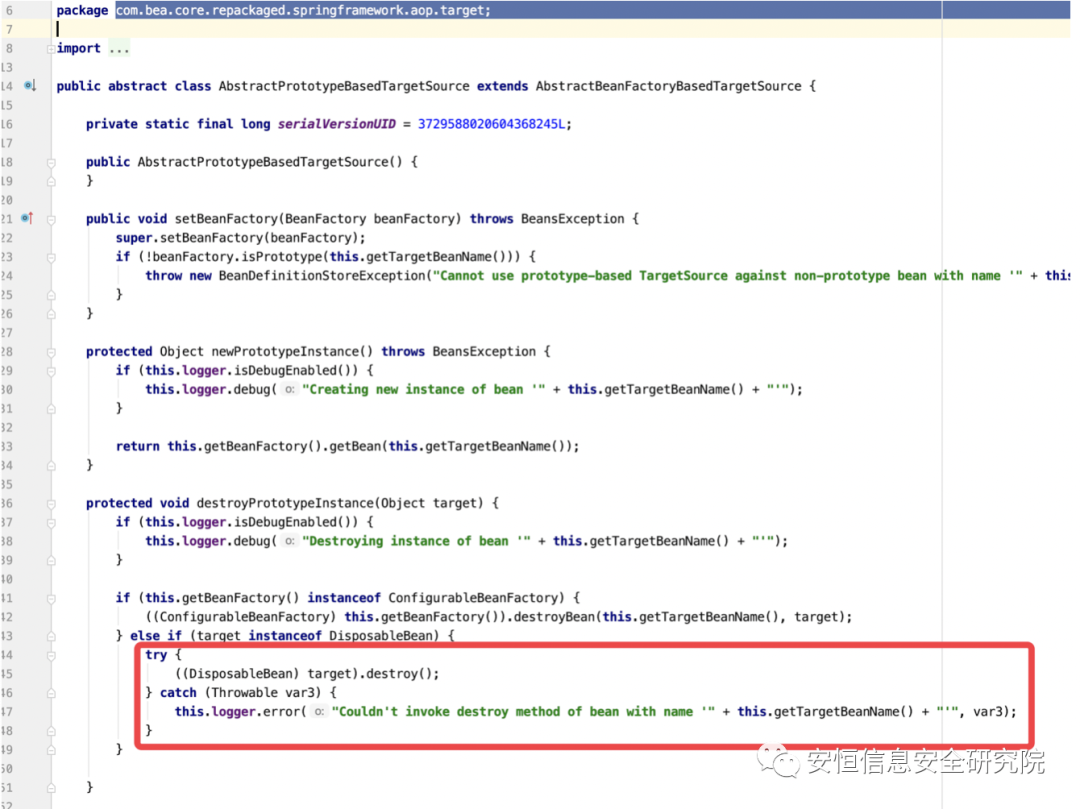 6 package com.bea.core.repackaged.springframework.aop.target;
7
8 import ...
13
14 public abstract class AbstractPrototypeBasedTargetSource extends AbstractBeanFactoryBasedTargetSource {
15
16 private static final long serialVersionUID = 3729588020604368245L;
17
18 public AbstractPrototypeBasedTargetSource() {
19 }
20
21 public void setBeanFactory(BeanFactory beanFactory) throws BeansException {
22 super.setBeanFactory(beanFactory);
23 if (!beanFactory.isPrototype(this.getTargetBeanName())) {
24 throw new BeanDefinitionStoreException("Cannot use prototype-based TargetSource against non-prototype bean with name '" + this
25 }
26 }
27
28 protected Object newPrototypeInstance() throws BeansException {
29 if (this.logger.isDebugEnabled()) {
30 this.logger.debug( o: "Creating new instance of bean '" + this.getTargetBeanName() + "'");
31 }
32
33 return this.getBeanFactory().getBean(this.getTargetBeanName());
34 }
35
36 protected void destroyPrototypeInstance(Object target) {
37 if (this.logger.isDebugEnabled()) {
38 this.logger.debug( o: "Destroying instance of bean '" + this.getTargetBeanName() + "'");
39 }
40
41 if (this.getBeanFactory() instanceof ConfigurableBeanFactory) {
42 ((ConfigurableBeanFactory) this.getBeanFactory()).destroyBean(this.getTargetBeanName(), target);
43 } else if (target instanceof DisposableBean) {
44 try {
45 ((DisposableBean) target).destroy();
46 } catch (Throwable var3) {
47 this.logger.error( o: "Couldn't invoke destroy method of bean with name '" + this.getTargetBeanName() + "'", var3);
48 }
49 }
50
51 }
52
安恒信息安全研究院